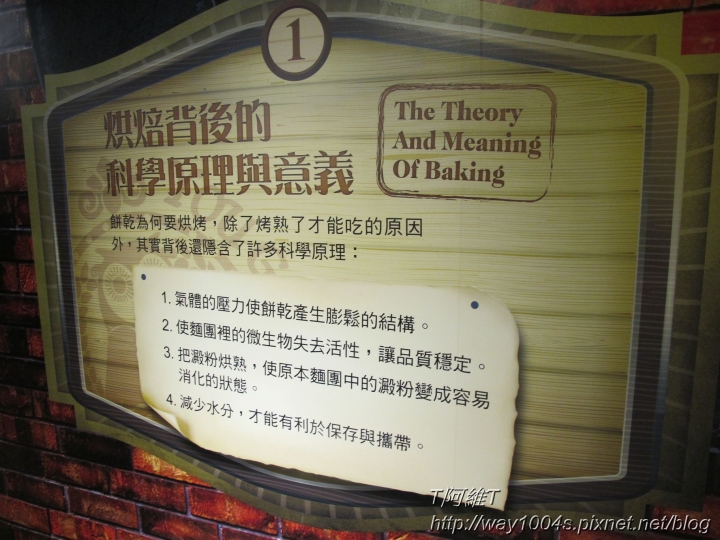 1
烘焙背後的
科學原理與意義
The Theory
And Meaning
Of Baking
餅乾為何要烘烤，除了烤熟了才能吃的原因
外，其實背後還隱含了許多科學原理：
1. 氣體的壓力使餅乾產生膨鬆的結構。
2. 使麵團裡的微生物失去活性，讓品質穩定。
3. 把澱粉烘熟，使原本麵團中的澱粉變成容易
消化的狀態。
4. 減少水分，才能有利於保存與攜帶。
T阿維T
http://way1004s.pixnet.net/blog